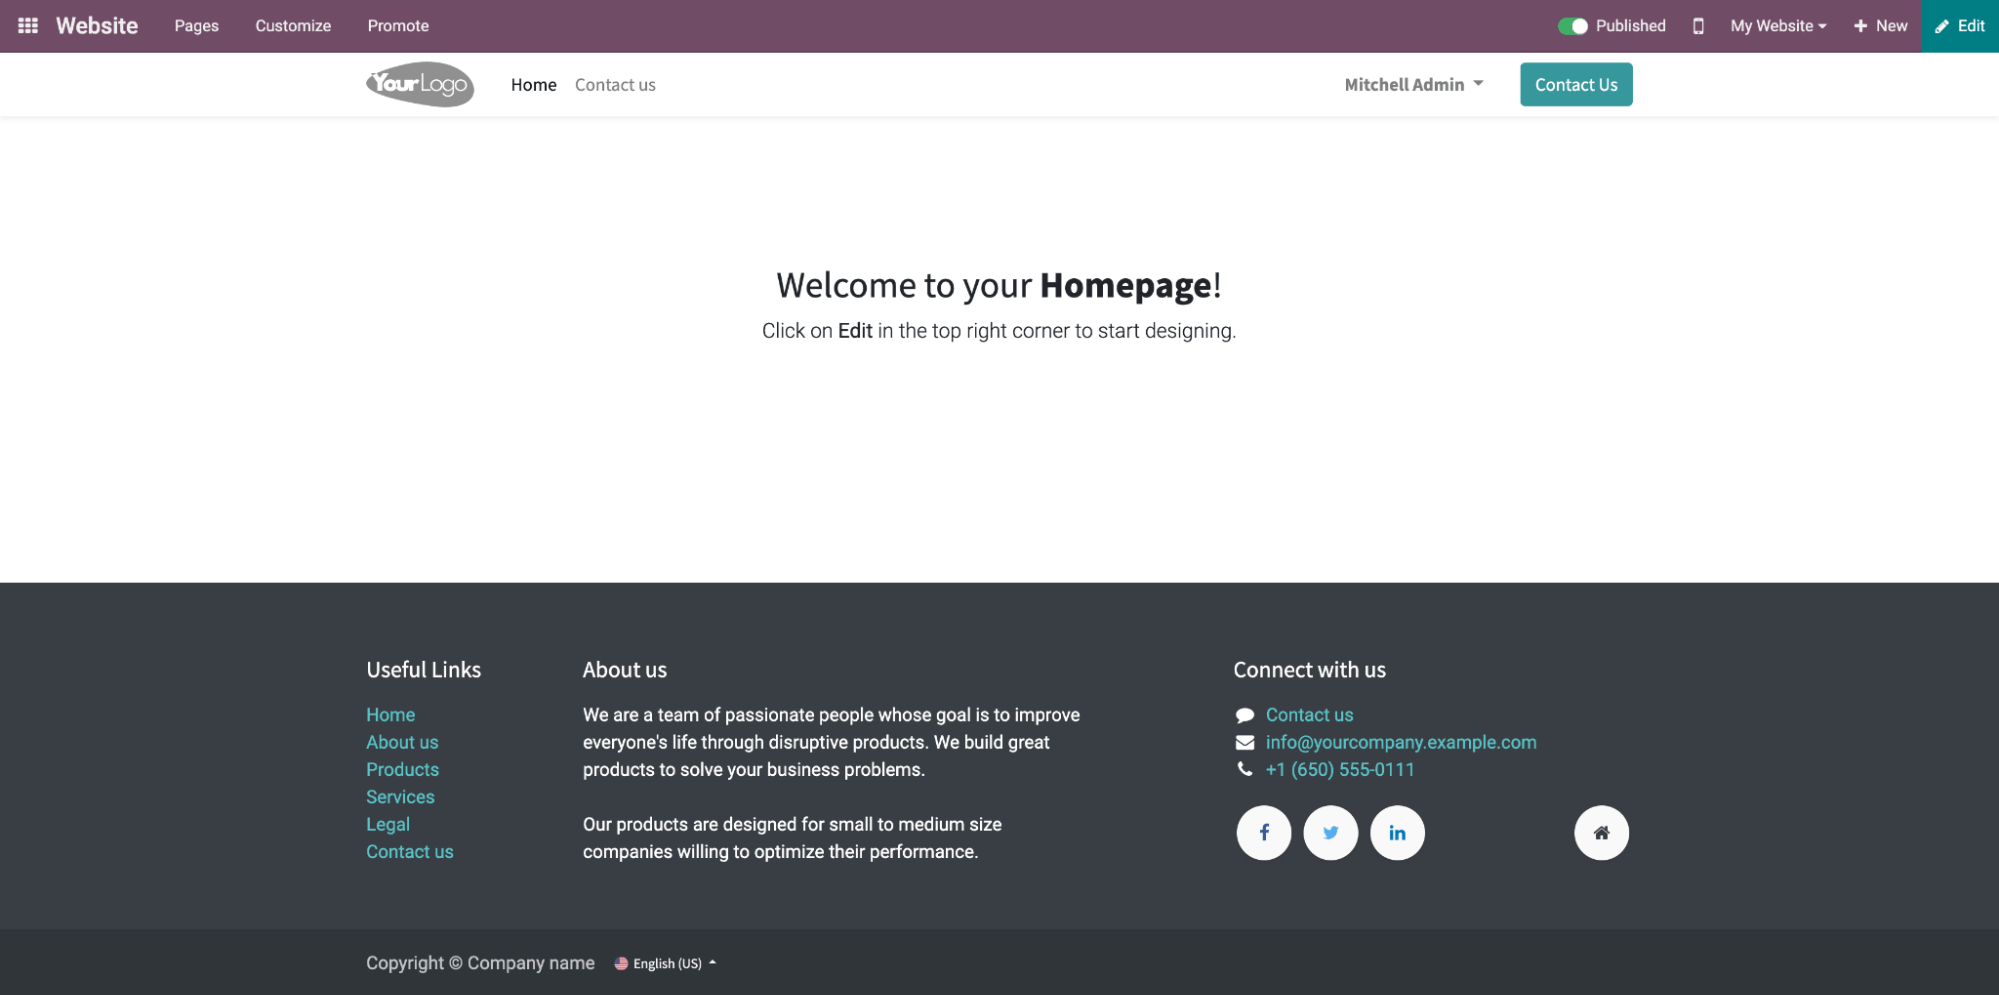 Website Pages Customize Promote Published My Website New Edit
YourLogo Home Contact us Mitchell Admin Contact Us
Welcome to your Homepage!
Click on Edit in the top right corner to start designing.
Useful Links
Home
About us
Products
Services
Legal
Contact us
About us
We are a team of passionate people whose goal is to improve
everyone's life through disruptive products. We build great
products to solve your business problems.
Our products are designed for small to medium size
companies willing to optimize their performance.
Connect with us
Contact us
info@yourcompany.example.com
+1 (650) 555-0111
Copyright © Company name English (US)